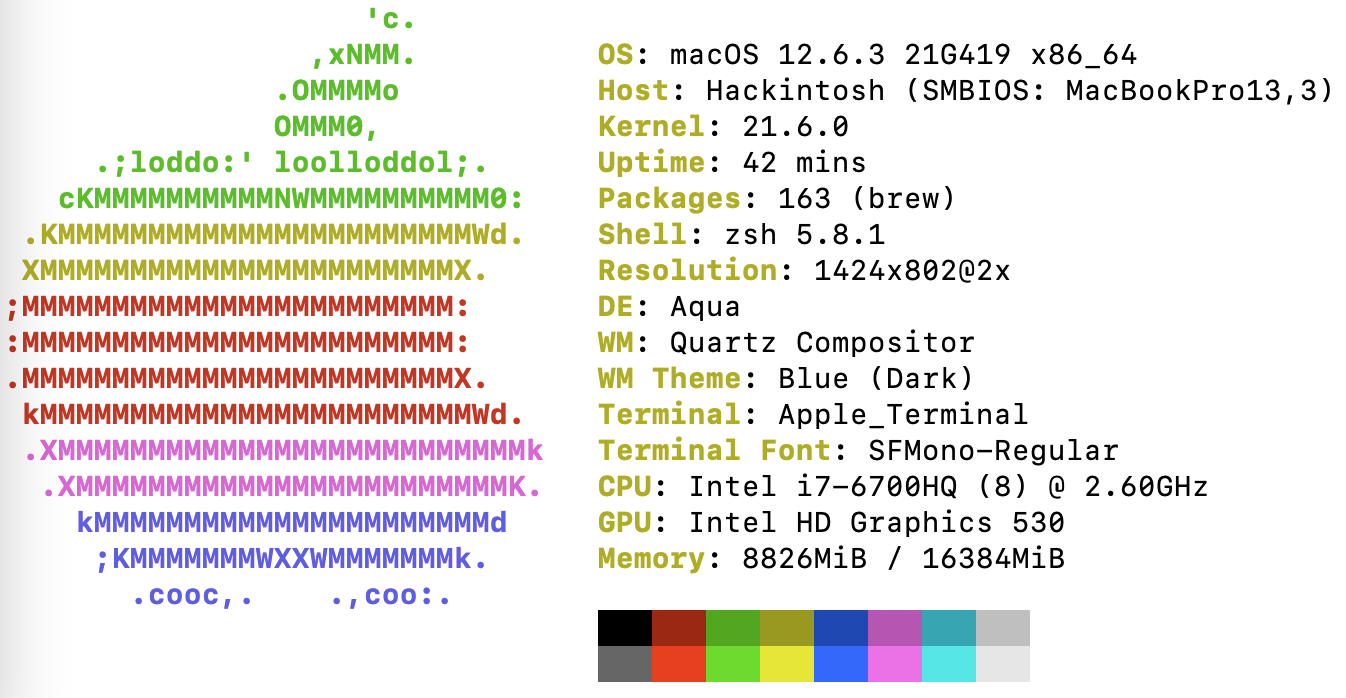 'c.
,xNMM.
.OMMMMo
OMMM0,
.;loddo:' loolloddol;.
cKMMMMMMMMMMNWMMMMMMMMMM0:
.KMMMMMMMMMMMMMMMMMMMMMMMWd.
XMMMMMMMMMMMMMMMMMMMMMMMX.
;MMMMMMMMMMMMMMMMMMMMMMMM:
:MMMMMMMMMMMMMMMMMMMMMMMM:
.MMMMMMMMMMMMMMMMMMMMMMMMX.
kMMMMMMMMMMMMMMMMMMMMMMMMWd.
.XMMMMMMMMMMMMMMMMMMMMMMMMMMk
.XMMMMMMMMMMMMMMMMMMMMMMMMK.
kMMMMMMMMMMMMMMMMMMMMMMd
;KMMMMMMMWXXWMMMMMMMk.
.cooc,.    .,coo:.
OS: macOS 12.6.3 21G419 x86_64
Host: Hackintosh (SMBIOS: MacBookPro13,3)
Kernel: 21.6.0
Uptime: 42 mins
Packages: 163 (brew)
Shell: zsh 5.8.1
Resolution: 1424x802@2x
DE: Aqua
WM: Quartz Compositor
WM Theme: Blue (Dark)
Terminal: Apple_Terminal
Terminal Font: SFMono-Regular
CPU: Intel i7-6700HQ (8) @ 2.60GHz
GPU: Intel HD Graphics 530
Memory: 8826MiB / 16384MiB